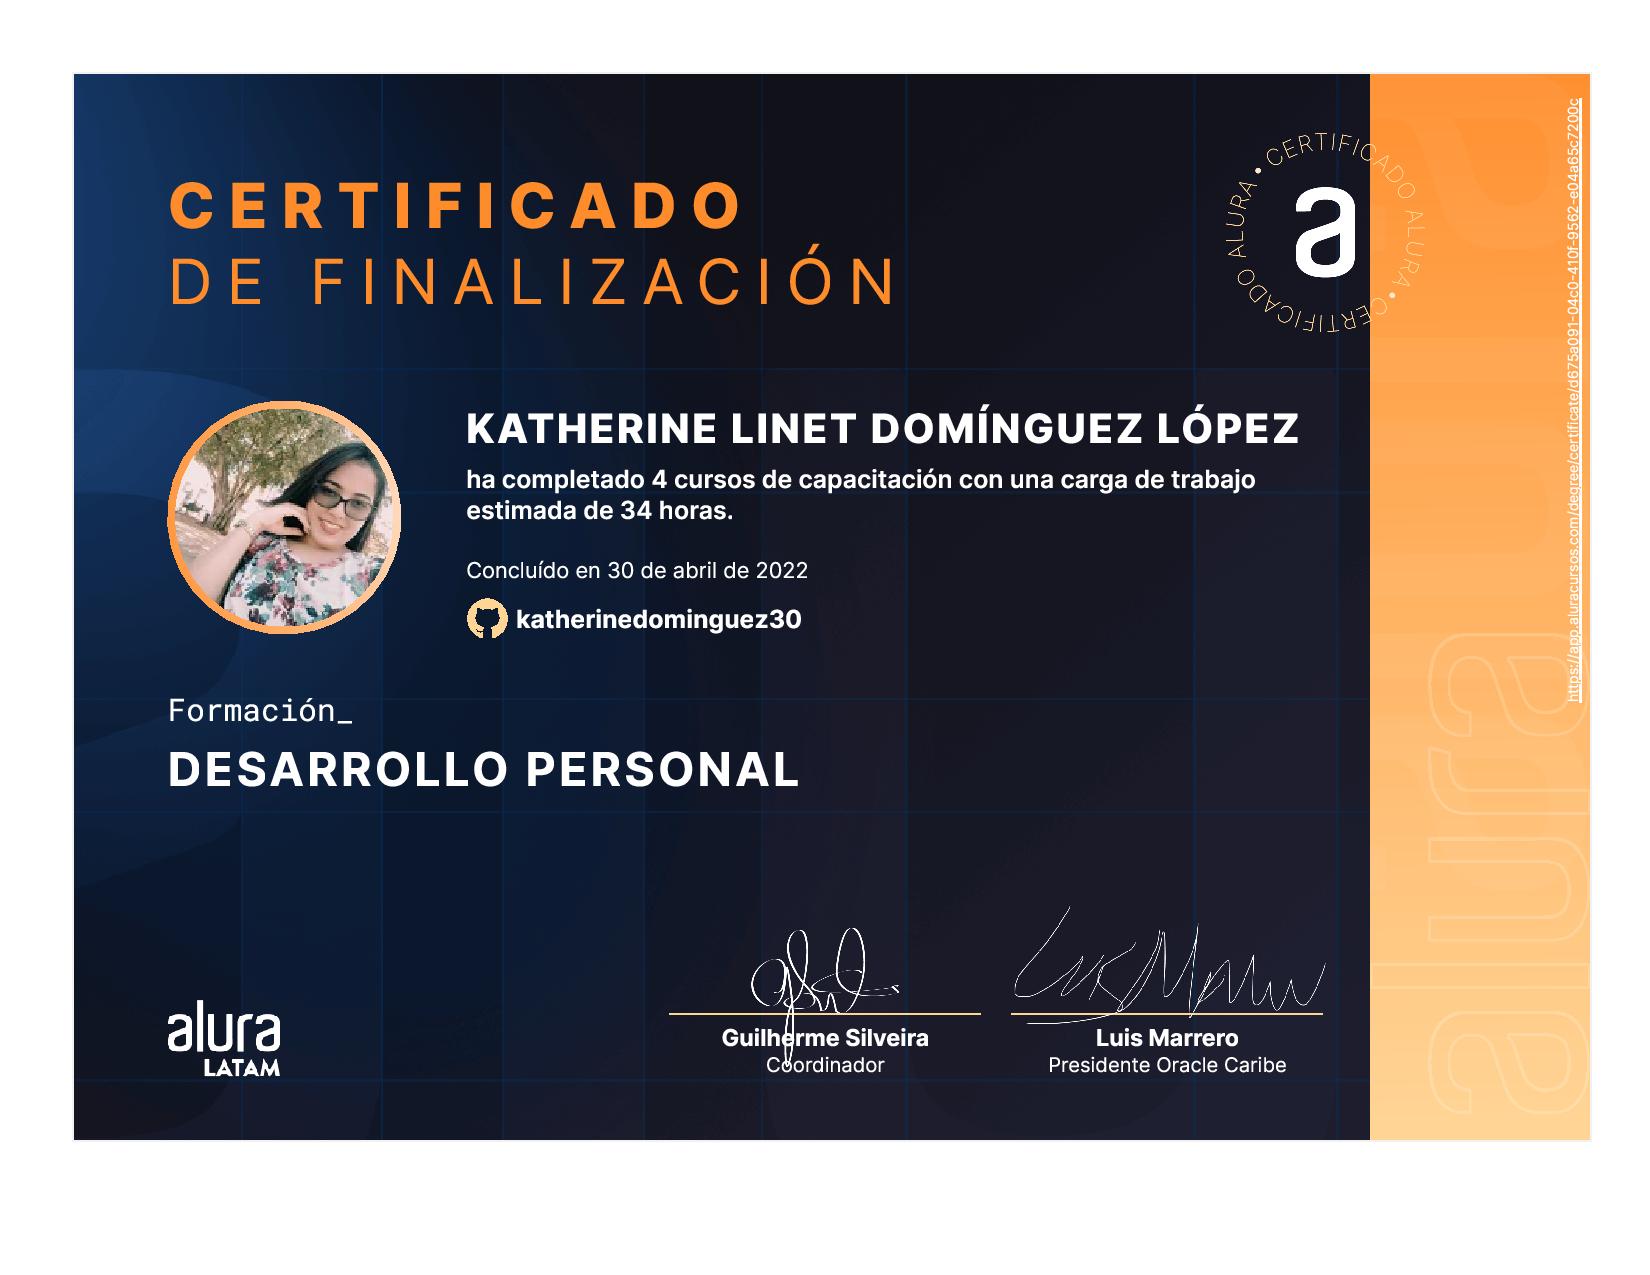 CERTIFICADO
DE FINALIZACIÓN
CERTIFICADO ALURA • CERTIFICADO ALURA •
a
KATHERINE LINET DOMÍNGUEZ LÓPEZ
ha completado 4 cursos de capacitación con una carga de trabajo
estimada de 34 horas.
Concluído en 30 de abril de 2022
katherinedominguez30
Formación_
DESARROLLO PERSONAL
alura
LATAM
Guilherme Silveira
Coordinador
Luis Marrero
Presidente Oracle Caribe
https://app.aluracursos.com/degree/certificate/d675a091-04c0-410f-9562-e04a65c7200c
alura